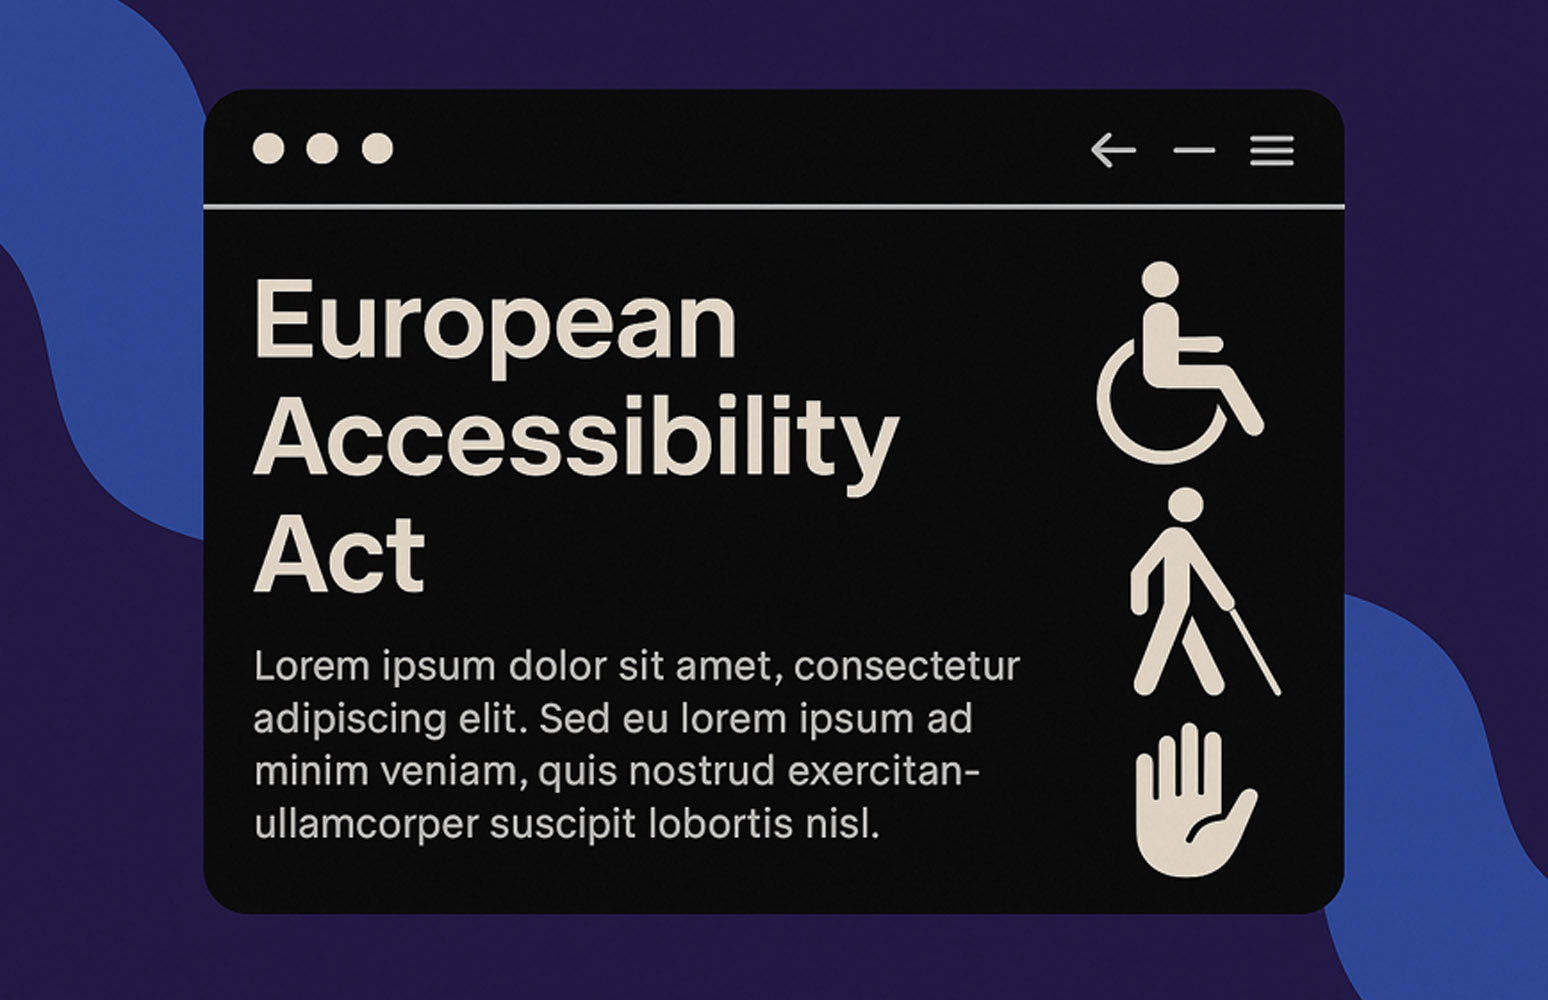 European
Accessibility
Act
Lorem ipsum dolor sit amet, consectetur
adipiscing elit. Sed eu lorem ipsum ad
minim veniam, quis nostrud exercitan-
ullamcorper suscipit lobortis nisl.